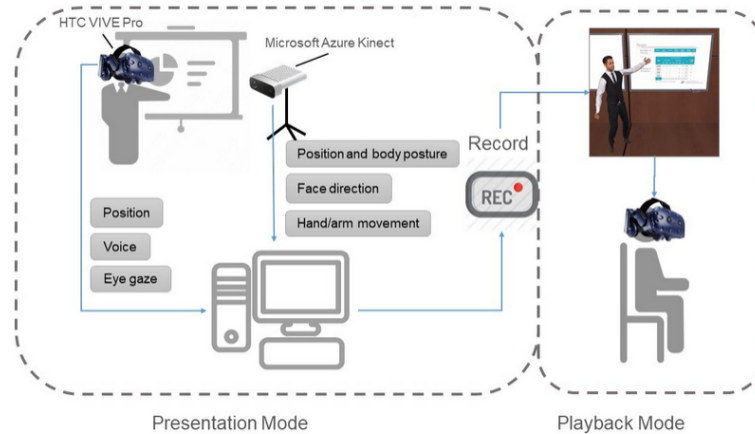 HTC VIVE Pro
Microsoft Azure Kinect
Position and body posture
Face direction
Hand/arm movement
Position
Voice
Eye gaze
Record
REC
Presentation Mode
Playback Mode